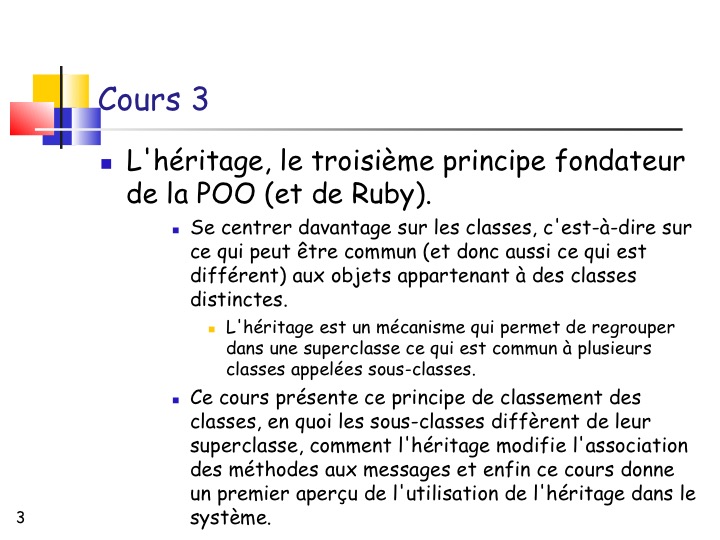 Cours 3
L'héritage, le troisième principe fondateur
de la POO (et de Ruby).
Se centrer davantage sur les classes, c'est-à-dire sur
ce qui peut être commun (et donc aussi ce qui est
différent) aux objets appartenant à des classes
distinctes.
L'héritage est un mécanisme qui permet de regrouper
dans une superclasse ce qui est commun à plusieurs
classes appelées sous-classes.
Ce cours présente ce principe de classement des
classes, en quoi les sous-classes diffèrent de leur
superclasse, comment l'héritage modifie l'association
des méthodes aux messages et enfin ce cours donne
un premier aperçu de l'utilisation de l'héritage dans le
système.
3